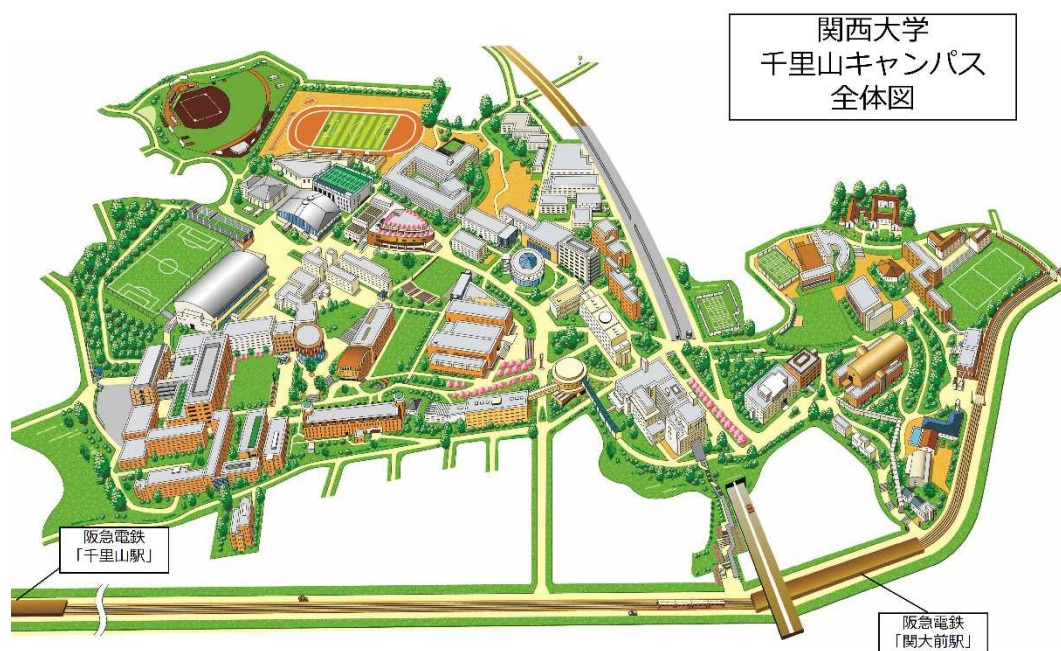 関西大学
千里山キャンパス
全体図
阪急電鉄
「千里山駅」
阪急電鉄
「関大前駅」